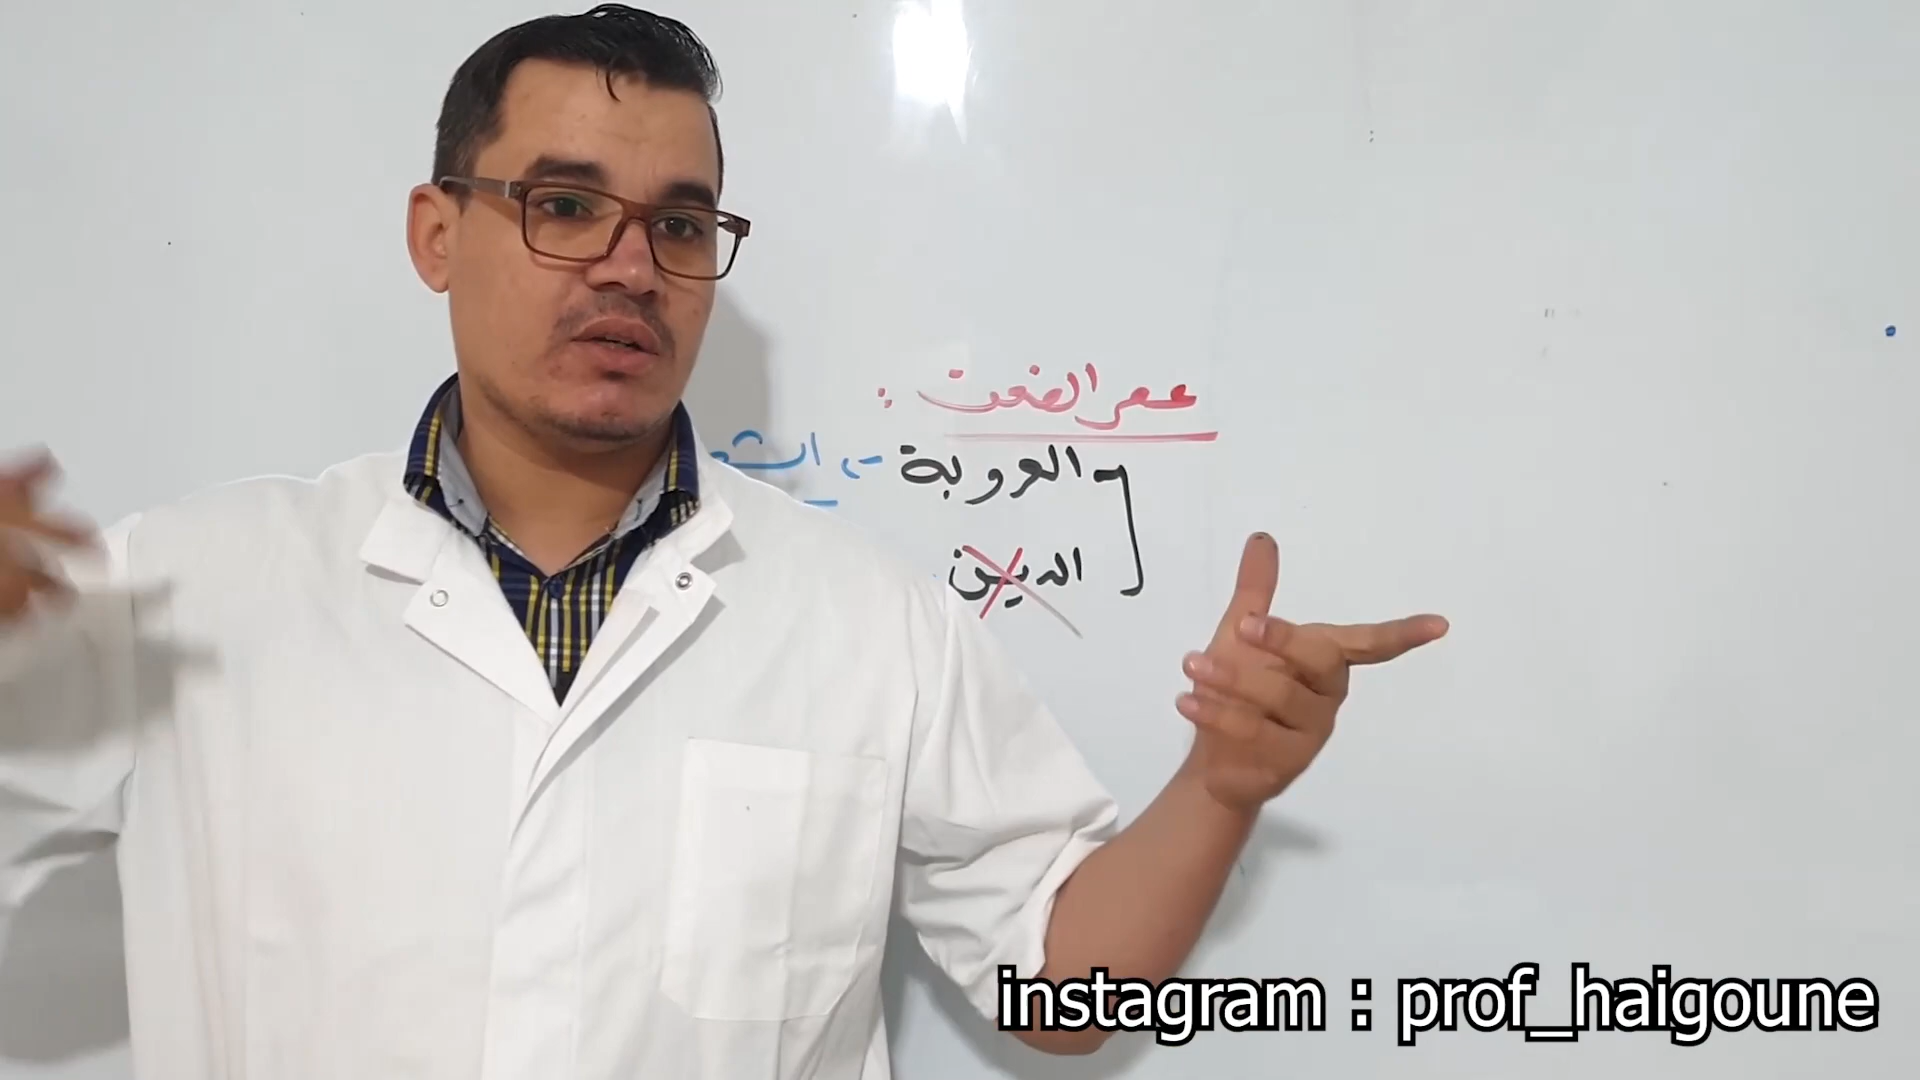 عصر الضعف :
العروبة -
الدين
instagram : prof_haigoune